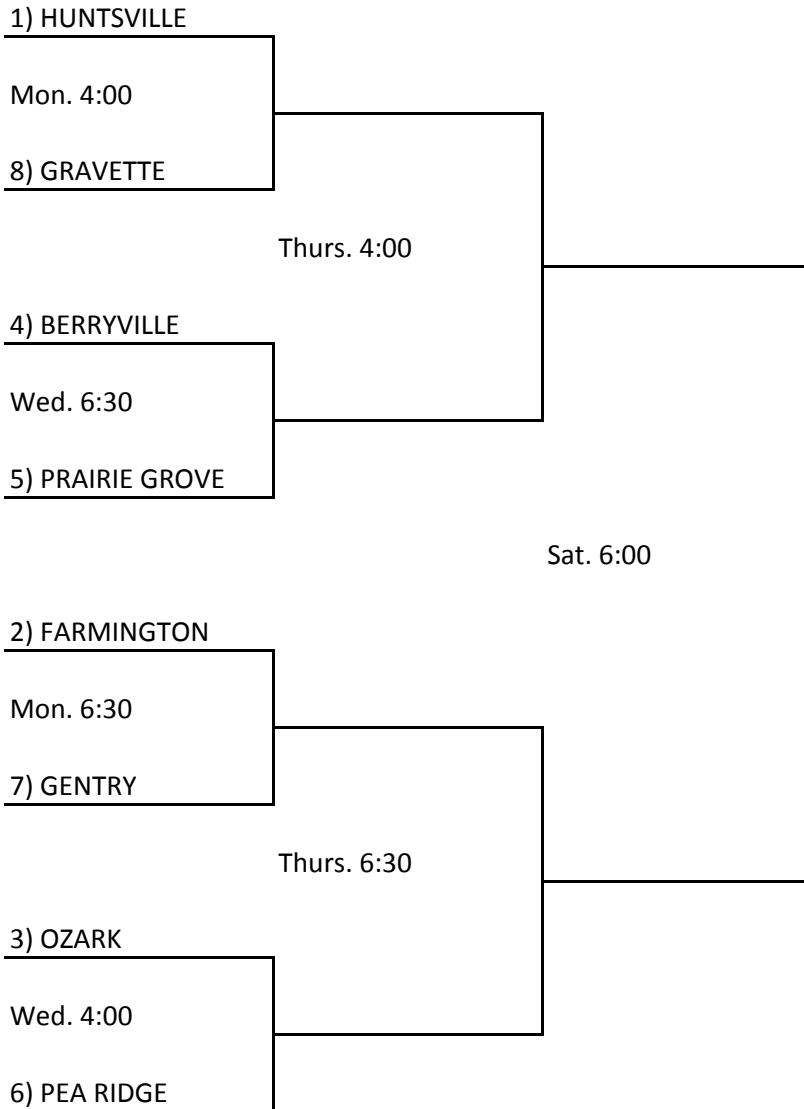 1) HUNTSVILLE
Mon. 4:00
8) GRAVETTE
Thurs. 4:00
4) BERRYVILLE
Wed. 6:30
5) PRAIRIE GROVE
Sat. 6:00
2) FARMINGTON
Mon. 6:30
7) GENTRY
Thurs. 6:30
3) OZARK
Wed. 4:00
6) PEA RIDGE